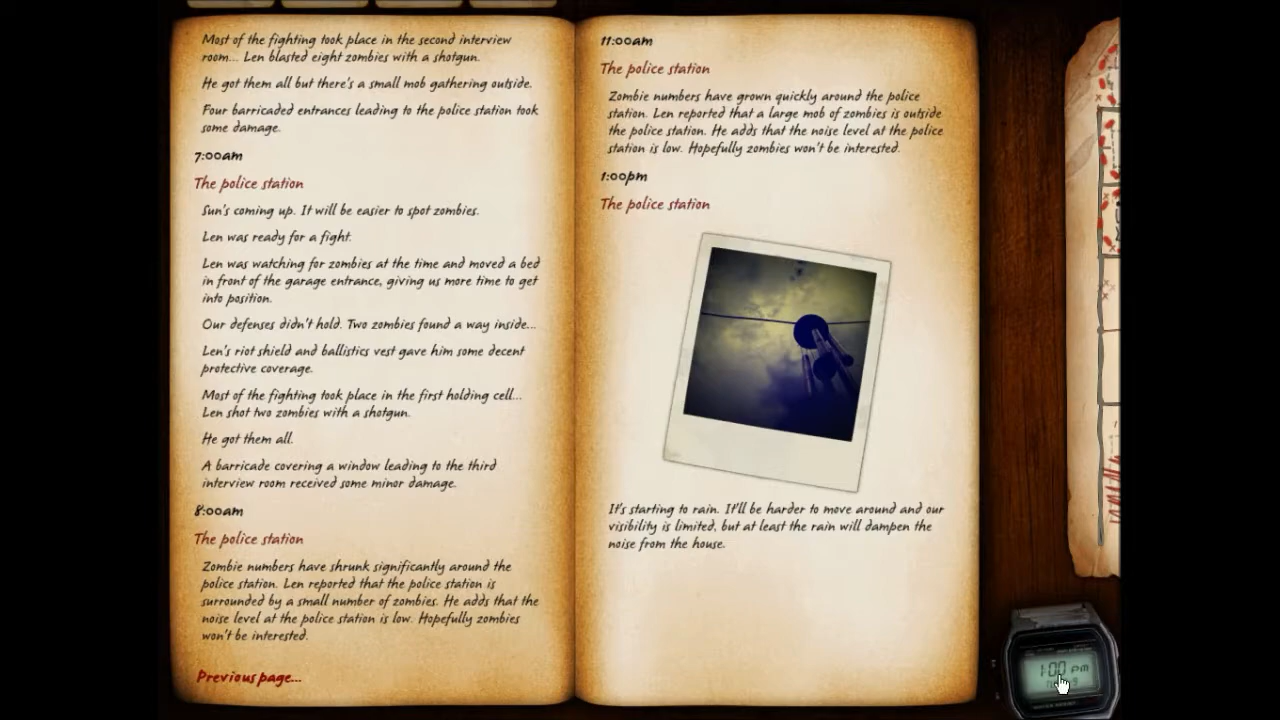 Most of the fighting took place in the second interview
room... Len blasted eight zombies with a shotgun.
He got them all but there's a small mob gathering outside.
Four barricaded entrances leading to the police station took
some damage.
7:00am
The police station
Sun's coming up. It will be easier to spot zombies.
Len was ready for a fight.
Len was watching for zombies at the time and moved a bed
in front of the garage entrance, giving us more time to get
into position.
Our defenses didn't hold. Two zombies found a way inside...
Len's riot shield and ballistics vest gave him some decent
protective coverage.
Most of the fighting took place in the first holding cell...
Len shot two zombies with a shotgun.
He got them all.
A barricade covering a window leading to the third
interview room received some minor damage.
8:00am
The police station
Zombie numbers have shrunk significantly around the
police station. Len reported that the police station is
surrounded by a small number of zombies. He adds that the
noise level at the police station is low. Hopefully zombies
won't be interested.
Previous page...
11:00am
The police station
Zombie numbers have grown quickly around the police
station. Len reported that a large mob of zombies is outside
the police station. He adds that the noise level at the police
station is low. Hopefully zombies won't be interested.
1:00pm
The police station
It's starting to rain. It'll be harder to move around and our
visibility is limited, but at least the rain will dampen the
noise from the house.
1:00 PM